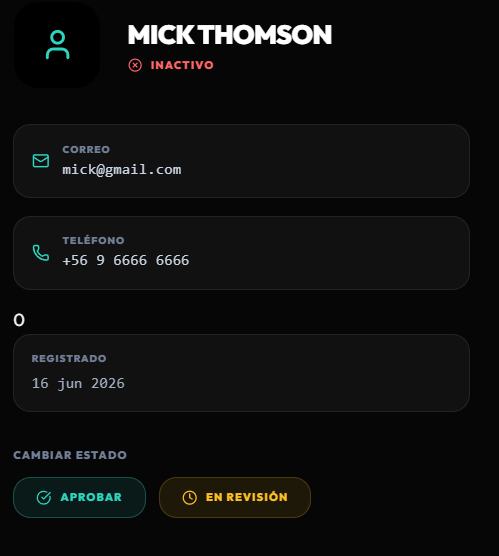 MICK THOMSON
INACTIVO
CORREO
mick@gmail.com
TELÉFONO
+56 9 6666 6666
0
REGISTRADO
16 jun 2026
CAMBIAR ESTADO
APROBAR
EN REVISIÓN